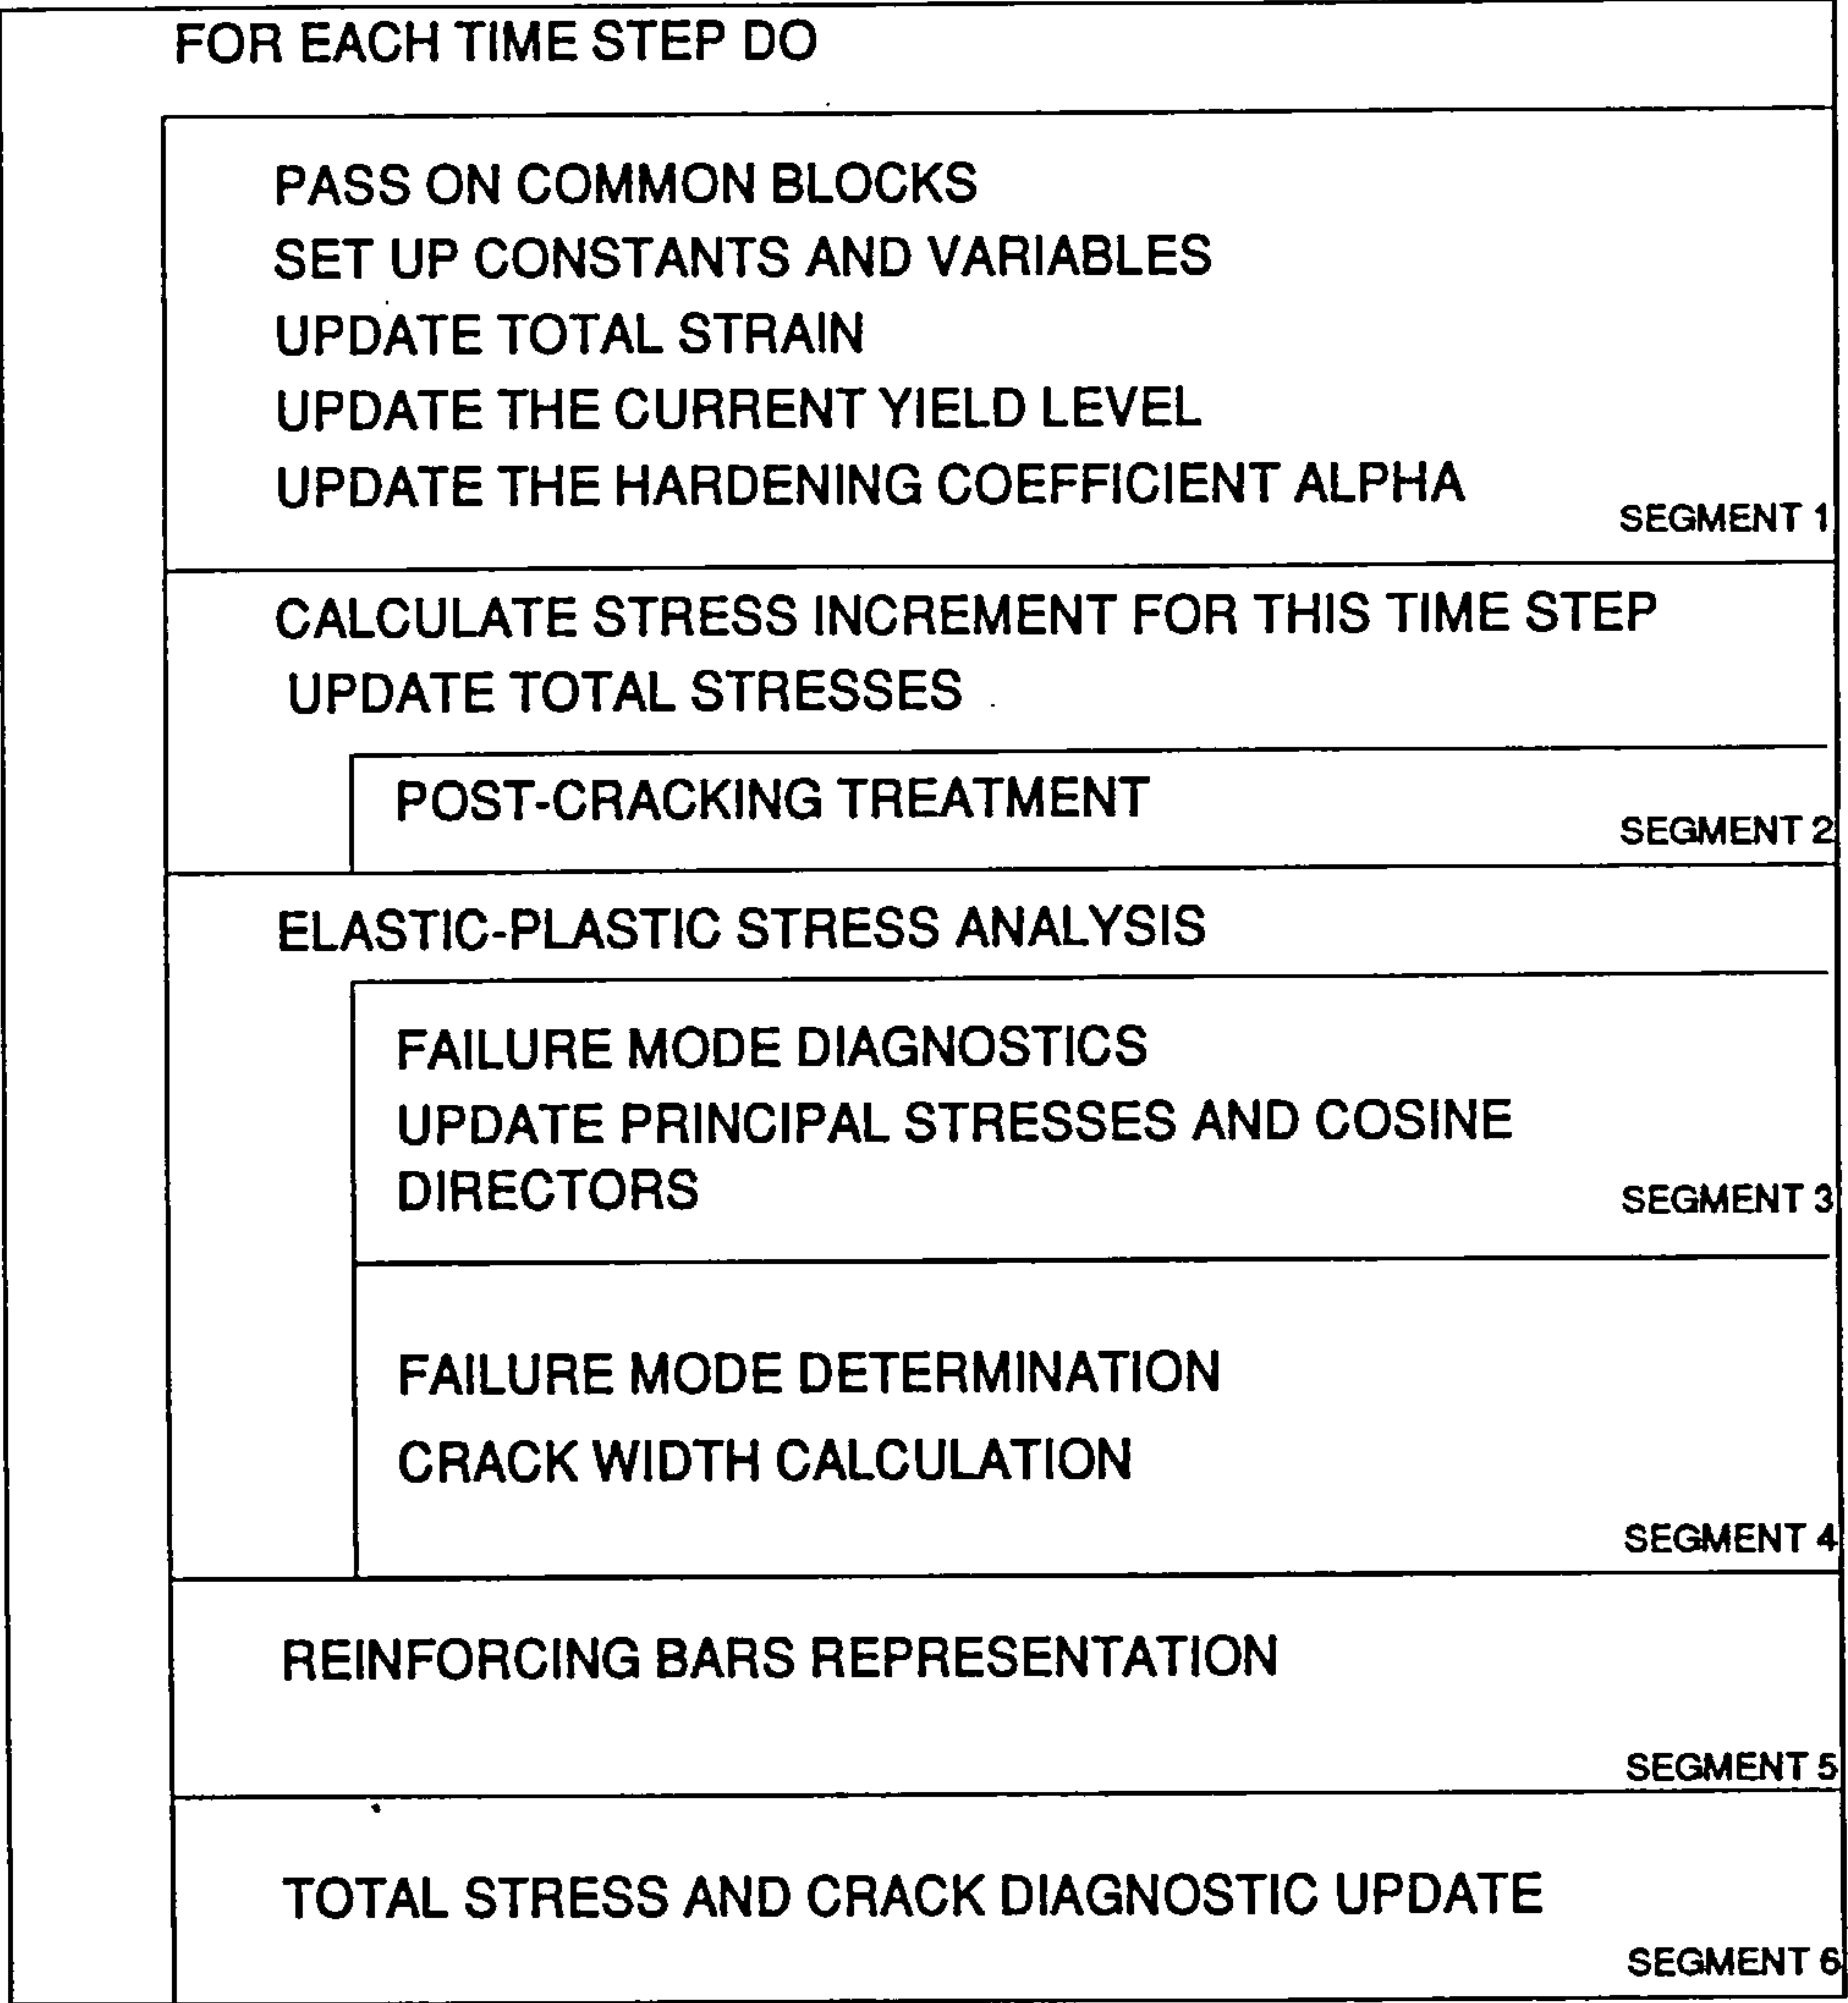 FOR EACH TIME STEP DO
PASS ON COMMON BLOCKS
SET UP CONSTANTS AND VARIABLES
UPDATE TOTAL STRAIN
UPDATE THE CURRENT YIELD LEVEL
UPDATE THE HARDENING COEFFICIENT ALPHA
SEGMENT 1
CALCULATE STRESS INCREMENT FOR THIS TIME STEP
UPDATE TOTAL STRESSES
POST-CRACKING TREATMENT
SEGMENT 2
ELASTIC-PLASTIC STRESS ANALYSIS
FAILURE MODE DIAGNOSTICS
UPDATE PRINCIPAL STRESSES AND COSINE
DIRECTORS
SEGMENT 3
FAILURE MODE DETERMINATION
CRACK WIDTH CALCULATION
SEGMENT 4
REINFORCING BARS REPRESENTATION
SEGMENT 5
TOTAL STRESS AND CRACK DIAGNOSTIC UPDATE
SEGMENT 6